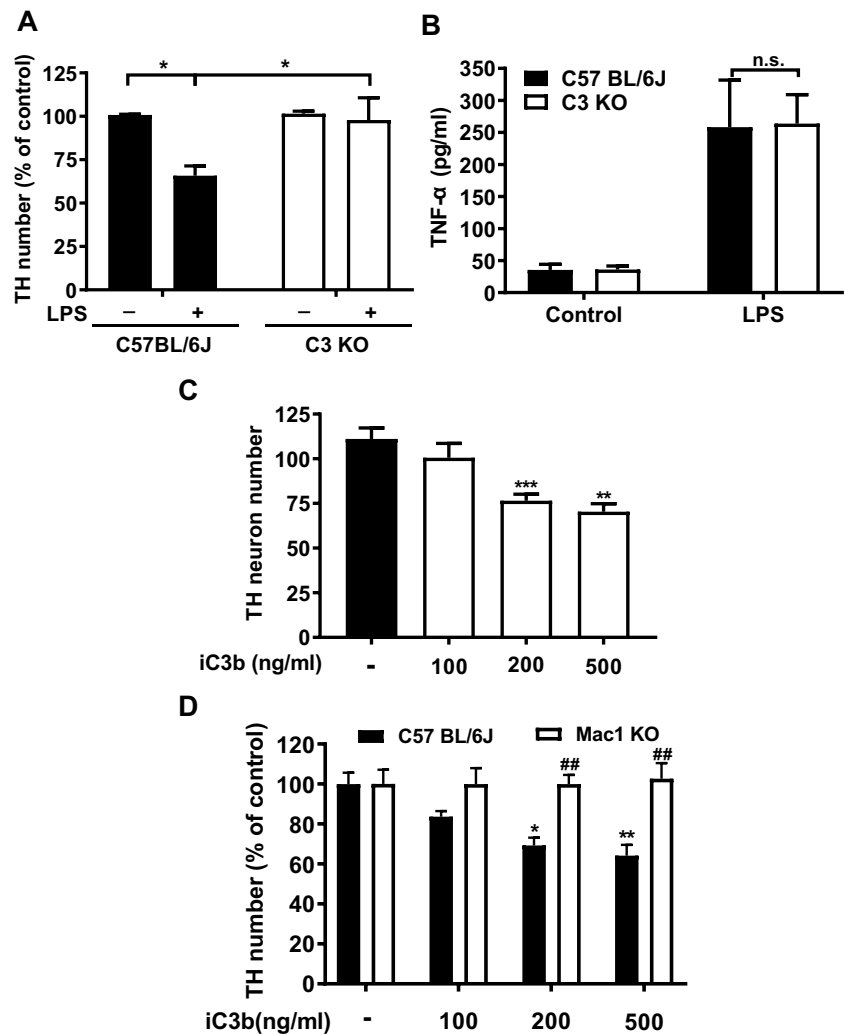 A
TH number (% of control)
125
100
75
50
25
0
* *
LPS – + – +
C57BL/6J C3 KO
B
TNF-α (pg/ml)
C57 BL/6J
C3 KO
n.s.
350
300
250
200
150
100
50
0
Control LPS
C
TH neuron number
125
100
75
50
25
0
*** **
iC3b (ng/ml) - 100 200 500
D
TH number (% of control)
C57 BL/6J Mac1 KO
120
100
80
60
40
20
0
* ## ** ##
iC3b(ng/ml) - 100 200 500